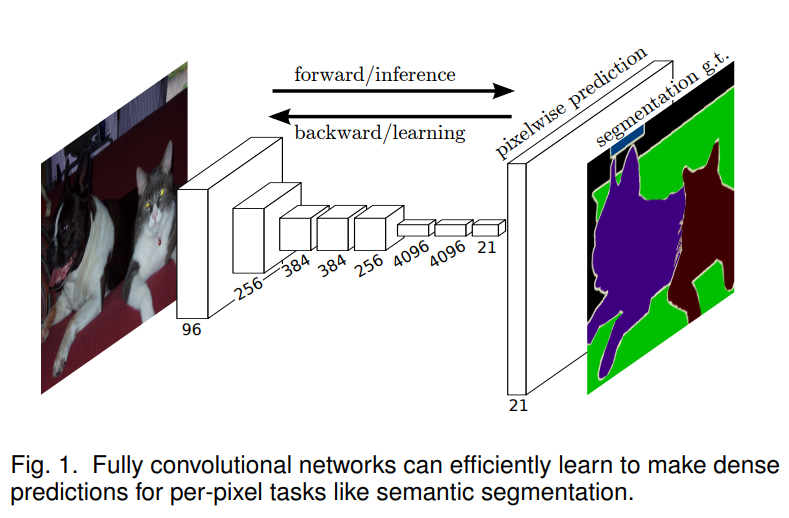 forward/inference
backward/learning
pixelwise prediction
segmentation g.t.
96
256
384
384
256
4096
4096
21
21
Fig. 1. Fully convolutional networks can efficiently learn to make dense
predictions for per-pixel tasks like semantic segmentation.